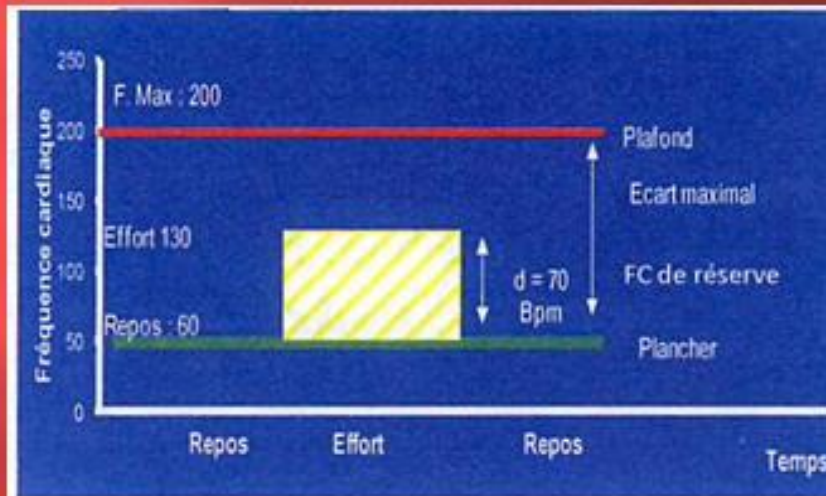 Fréquence cardiaque
250
200
150
100
50
0
F. Max : 200
Effort 130
Repos : 60
d = 70
Bpm
Plafond
Ecart maximal
FC de réserve
Plancher
Repos
Effort
Repos
Temps